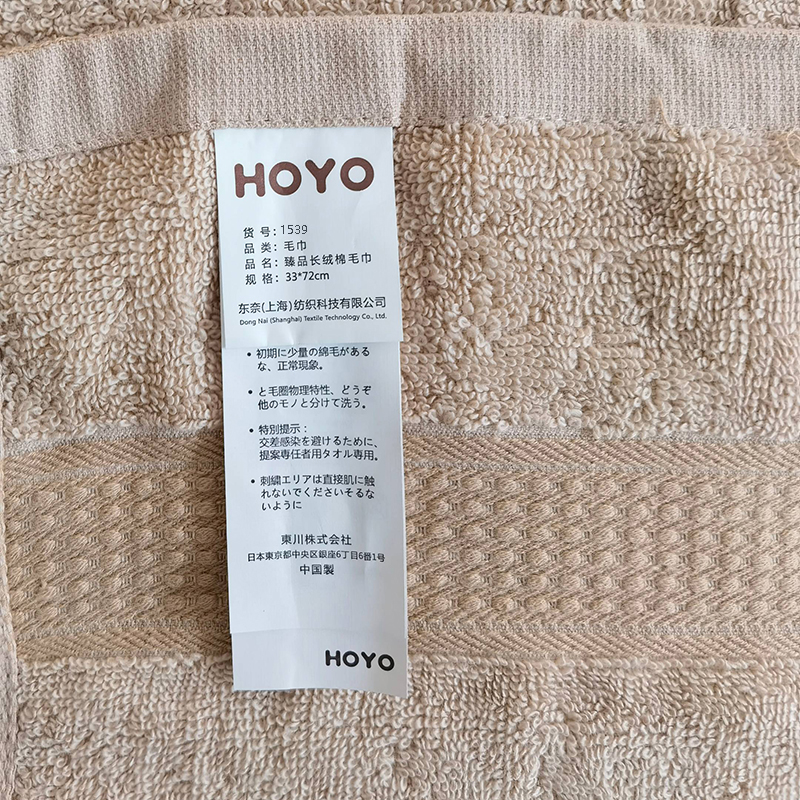 HOYO
货 号：1539
品 类：毛巾
品 名：臻品长绒棉毛巾
规 格：33*72cm
东奈(上海)纺织科技有限公司
Dong Nai (Shanghai) Textile Technology Co., Ltd.
• 初期に少量の綿毛がある
な、正常現象。
• と毛圏物理特性、どうぞ
他のモノと分けて洗う。
• 特別提示：
交差感染を避けるために、
提案専任者用タオル専用。
• 刺繍エリアは直接肌に触
れないでくださいそるな
いように
東川株式会社
日本東京都中央区銀座6丁目6番1号
中国製
HOYO